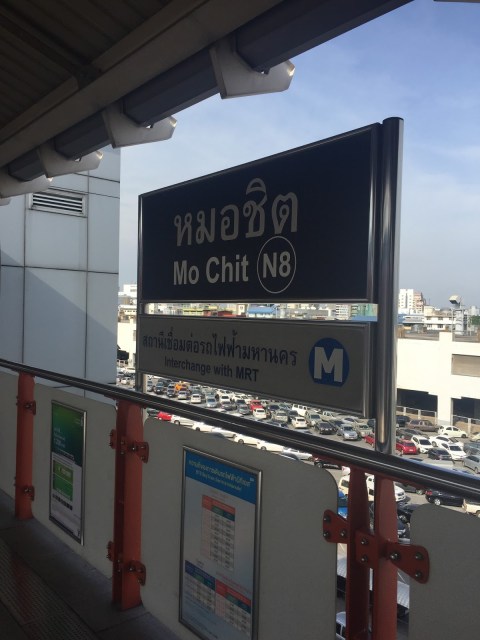 หมอชิต
Mo Chit N8
สถานีเชื่อมต่อรถไฟฟ้ามหานคร
Interchange with MRT
M